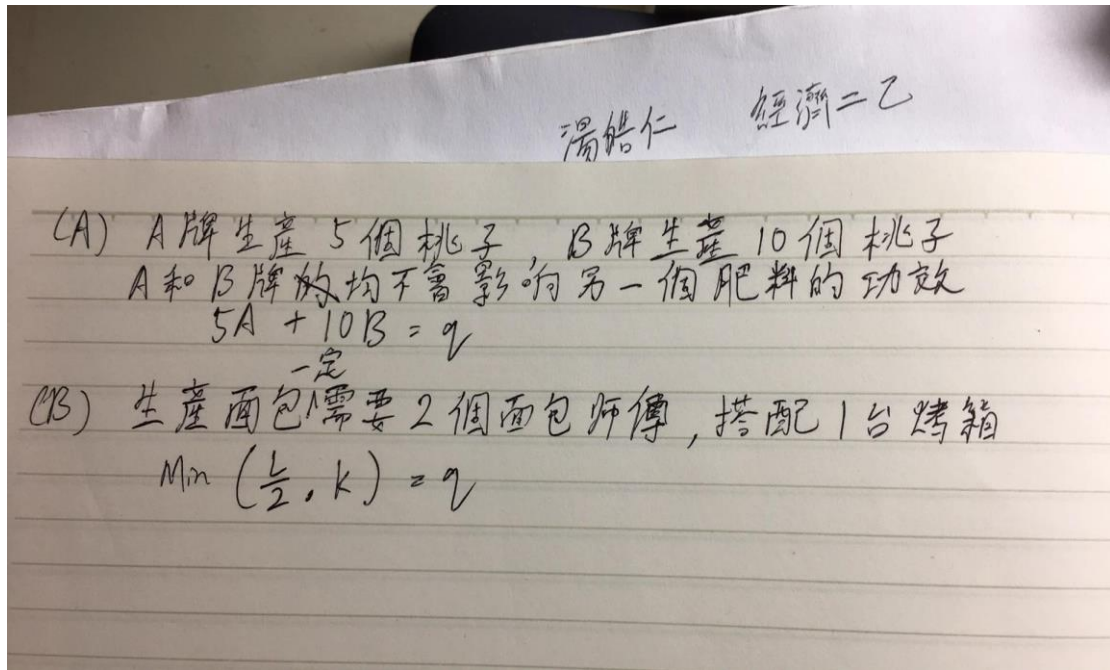 湯皓仁 經濟二乙
(A) A牌生產 5個桃子, B牌生產10個桃子
A和B牌的均不會影响另一個肥料的功效
5A + 10B = q
一定
(B) 生產面包需要2個面包师傅, 搭配1台烤箱
Min (L/2, K) = q